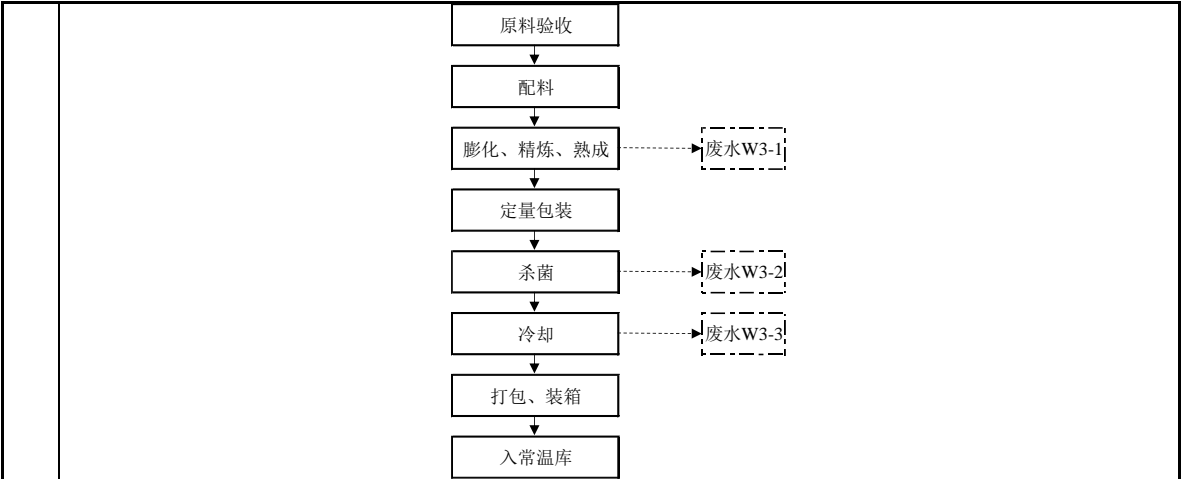 原料验收
配料
膨化、精炼、熟成
废水W3-1
定量包装
杀菌
废水W3-2
冷却
废水W3-3
打包、装箱
入常温库